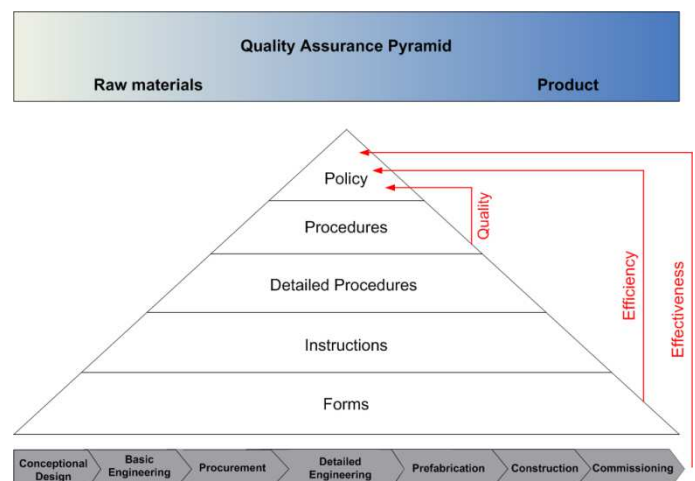 Quality Assurance Pyramid
Raw materials
Product
Policy
Procedures
Detailed Procedures
Instructions
Forms
Quality
Efficiency
Effectiveness
Conceptional
Design
Basic
Engineering
Procurement
Detailed
Engineering
Prefabrication
Construction
Commissioning